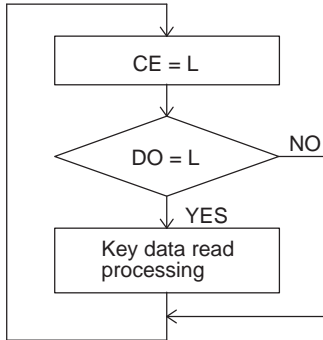 CE = L
DO = L
NO
YES
Key data read
processing